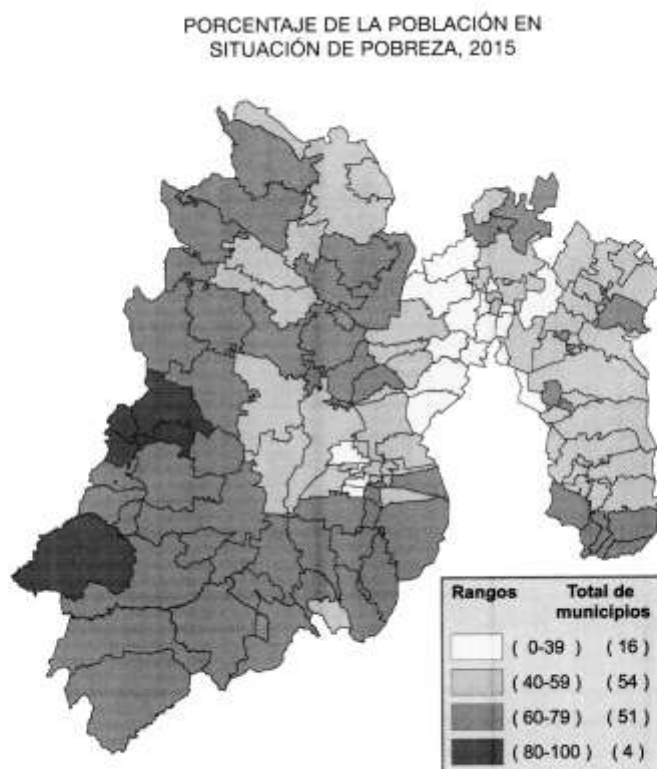 PORCENTAJE DE LA POBLACIÓN EN
SITUACIÓN DE POBREZA, 2015
Rangos Total de
municipios
( 0-39 ) ( 16 )
( 40-59 ) ( 54 )
( 60-79 ) ( 51 )
( 80-100 ) ( 4 )